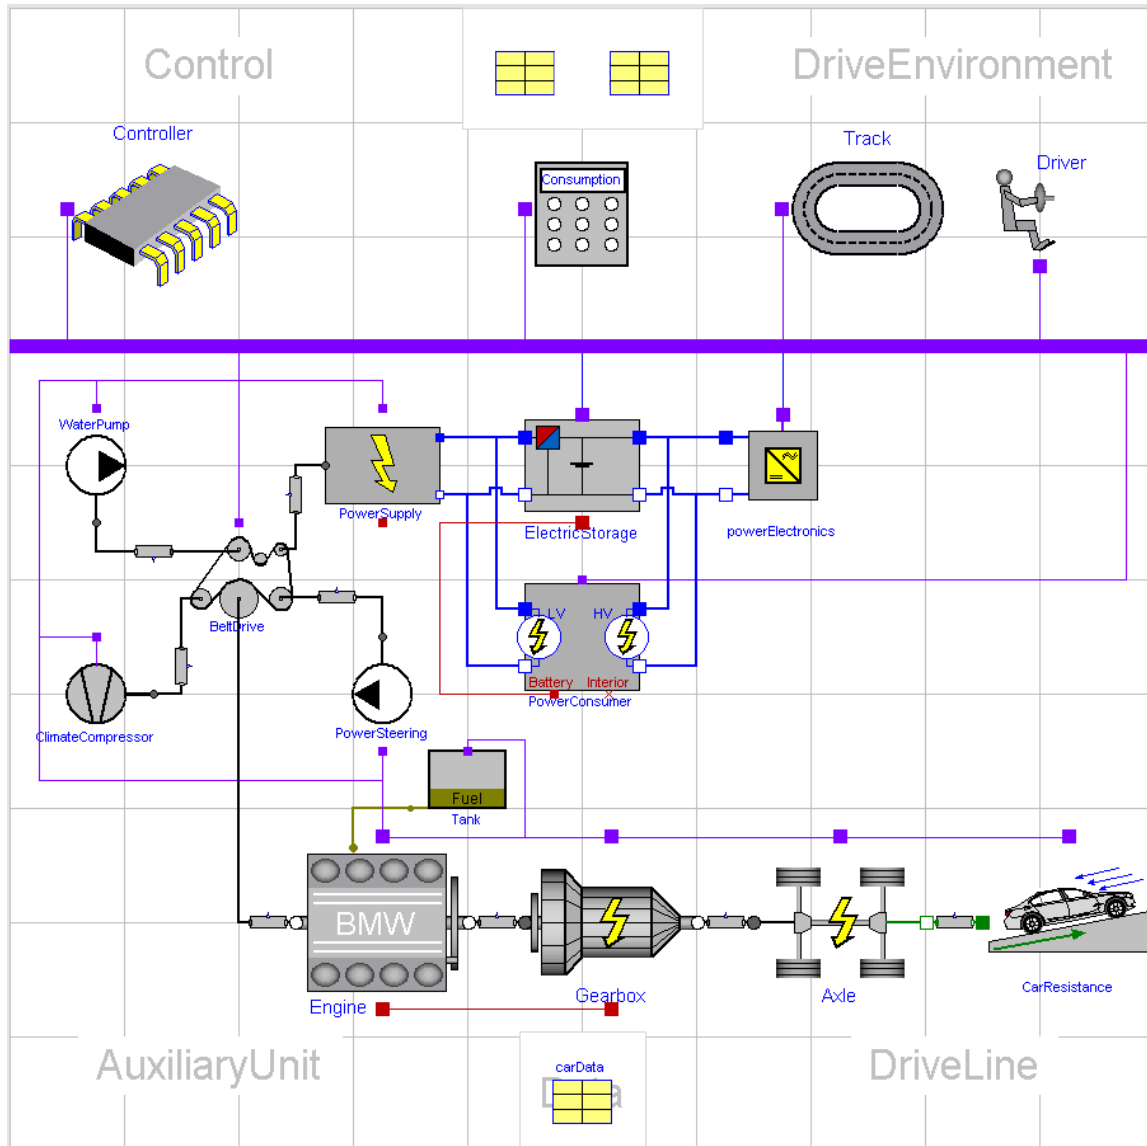 Control
DriveEnvironment
Controller
Track
Driver
Consumption
WaterPump
PowerSupply
ElectricStorage
powerElectronics
BeltDrive
LV
HV
Battery
Interior
PowerConsumer
ClimateCompressor
PowerSteering
Fuel
Tank
BMW
Engine
Gearbox
Axle
CarResistance
AuxiliaryUnit
carData
DriveLine